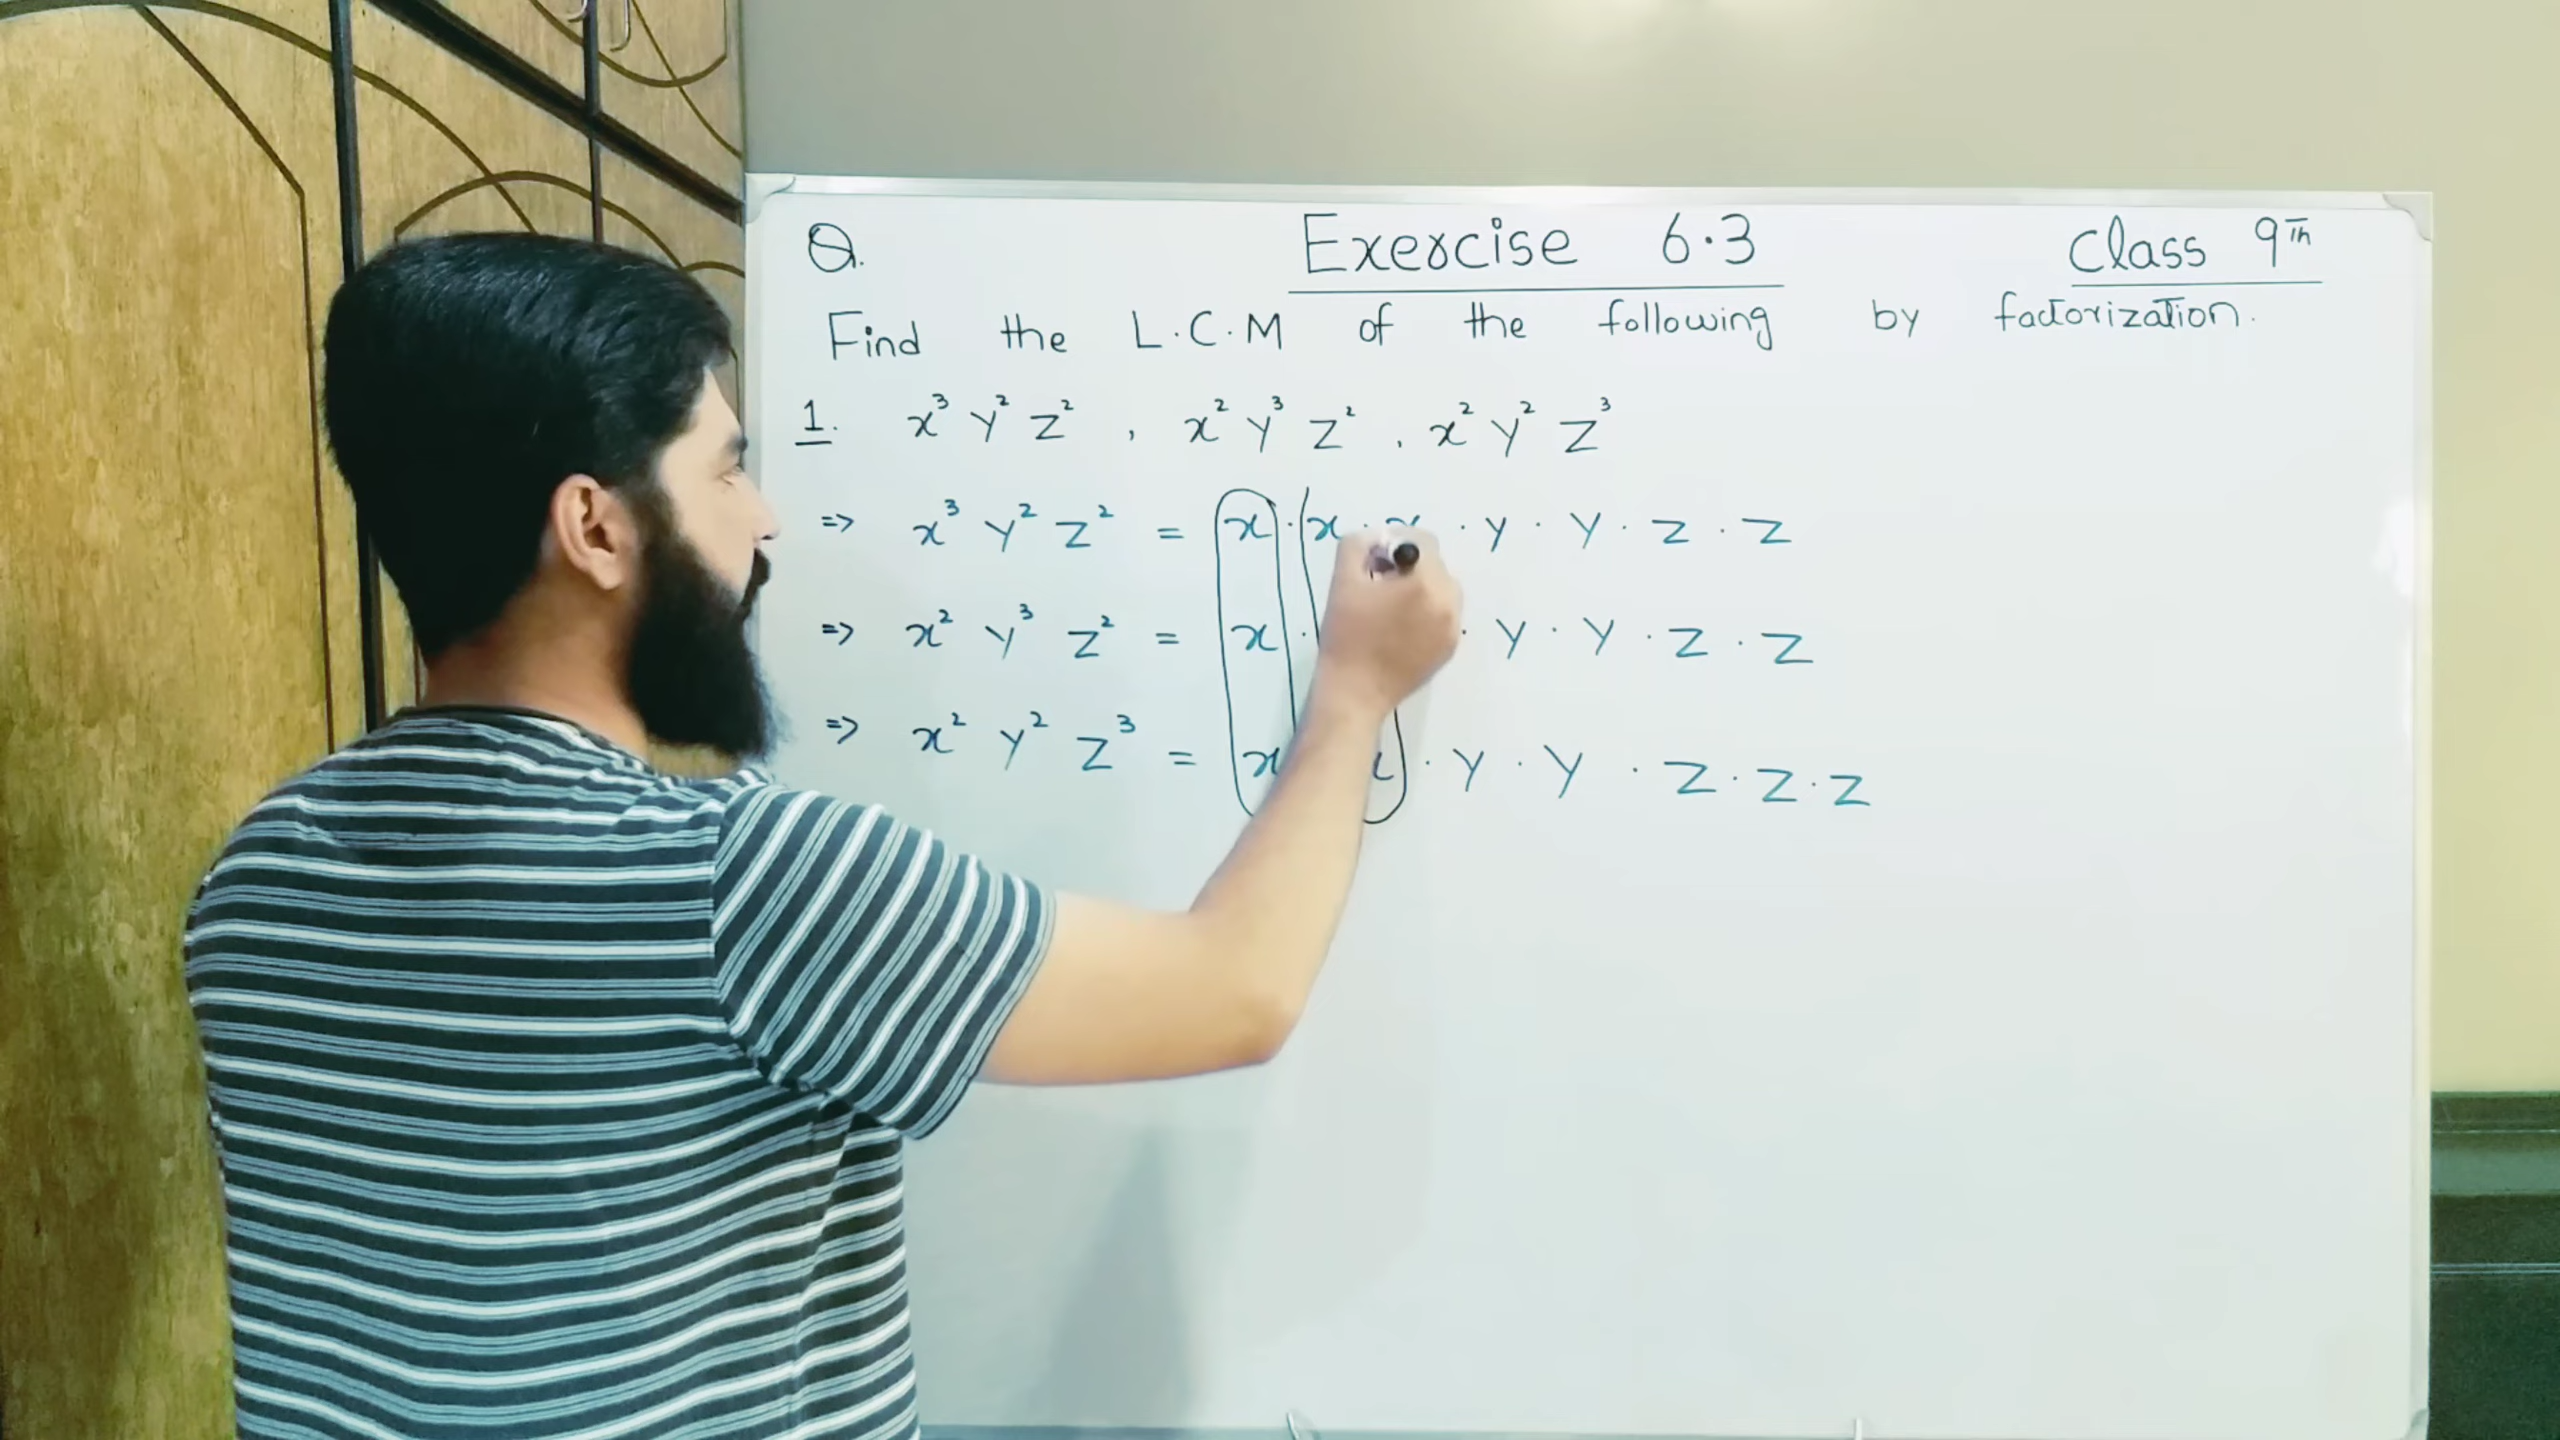 Q. Exercise 6.3 Class 9th
Find the L.C.M of the following by factorization.
1. x³ y² z² , x² y³ z² , x² y² z³
=> x³ y² z² = x · x · x · y · y · z · z
=> x² y³ z² = x · · y · y · z · z
=> x² y² z³ = x x · y · y · z · z · z